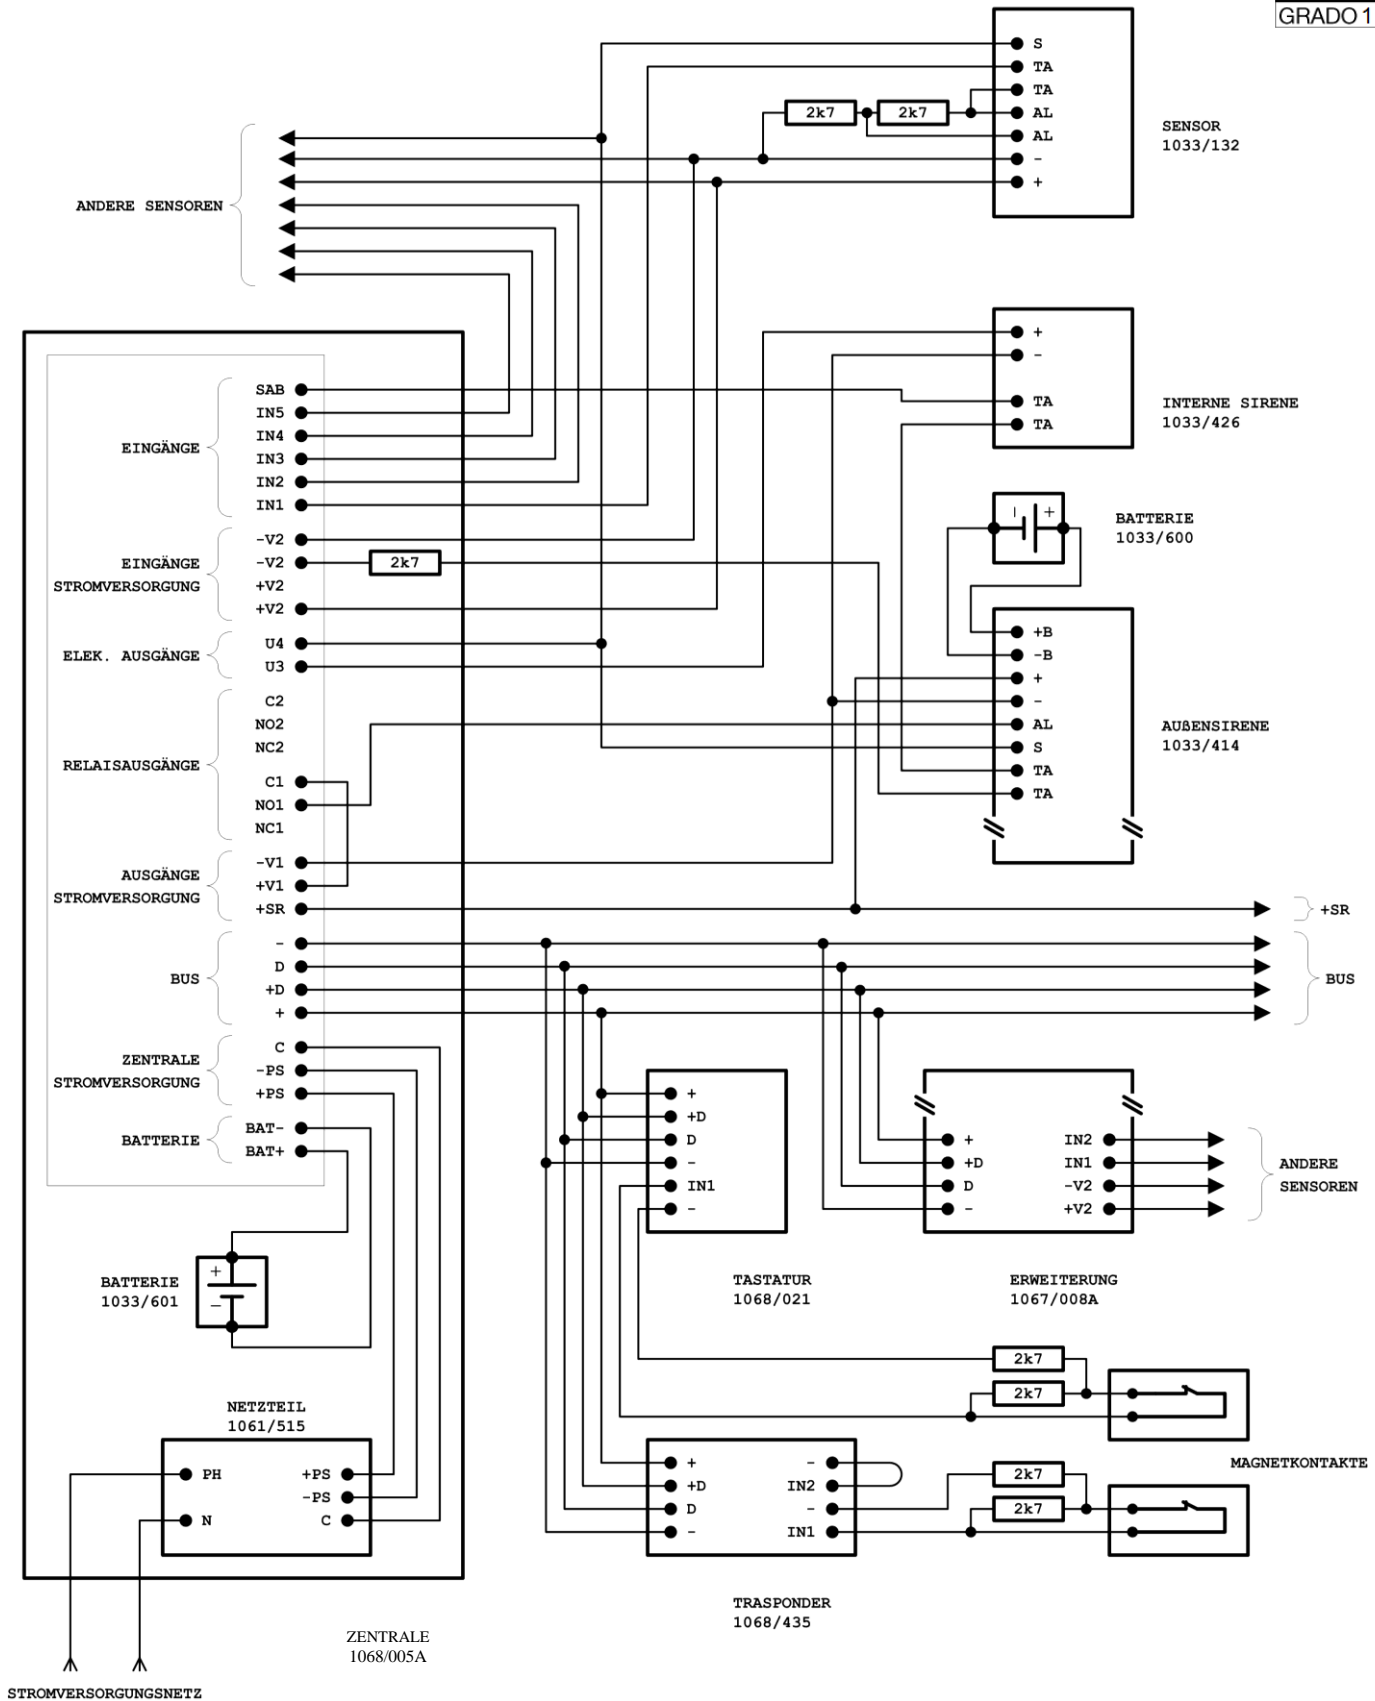 GRADO 1
S
TA
TA
2k7 2k7 AL
AL
-
+
SENSOR
1033/132
ANDERE SENSOREN
+
-
TA
TA
INTERNE SIRENE
1033/426
EINGÄNGE
SAB
IN5
IN4
IN3
IN2
IN1
EINGÄNGE
STROMVERSORGUNG
-V2
-V2 2k7
+V2
+V2
- +
BATTERIE
1033/600
ELEK. AUSGÄNGE
U4
U3
+B
-B
+
-
AL
S
TA
TA
AUßENSIRENE
1033/414
RELAISAUSGÄNGE
C2
NO2
NC2
C1
NO1
NC1
AUSGÄNGE
STROMVERSORGUNG
-V1
+V1
+SR
+SR
BUS
-
D
+D
+
BUS
ZENTRALE
STROMVERSORGUNG
C
-PS
+PS
BATTERIE
BAT-
BAT+
+
+D
D
-
IN1
-
TASTATUR
1068/021
+ IN2
+D IN1
D -V2
- +V2
ANDERE
SENSOREN
ERWEITERUNG
1067/008A
BATTERIE
1033/601
+
-
2k7
2k7
NETZTEIL
1061/515
PH +PS
-PS
N C
+ -
+D IN2
D -
- IN1
2k7
2k7
MAGNETKONTAKTE
TRASPONDER
1068/435
ZENTRALE
1068/005A
STROMVERSORGUNGSNETZ